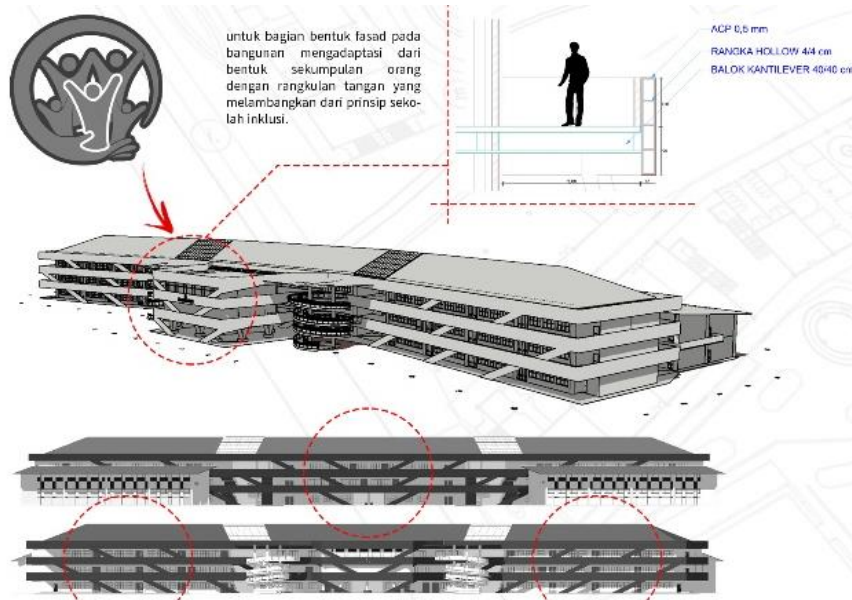 untuk bagian bentuk fasad pada
bangunan mengadaptasi dari
bentuk sekumpulan orang
dengan rangkulan tangan yang
melambangkan dari prinsip seko-
lah inklusi.
ACP 0,5 mm
RANGKA HOLLOW 4/4 cm
BALOK KANTILEVER 40/40 cm